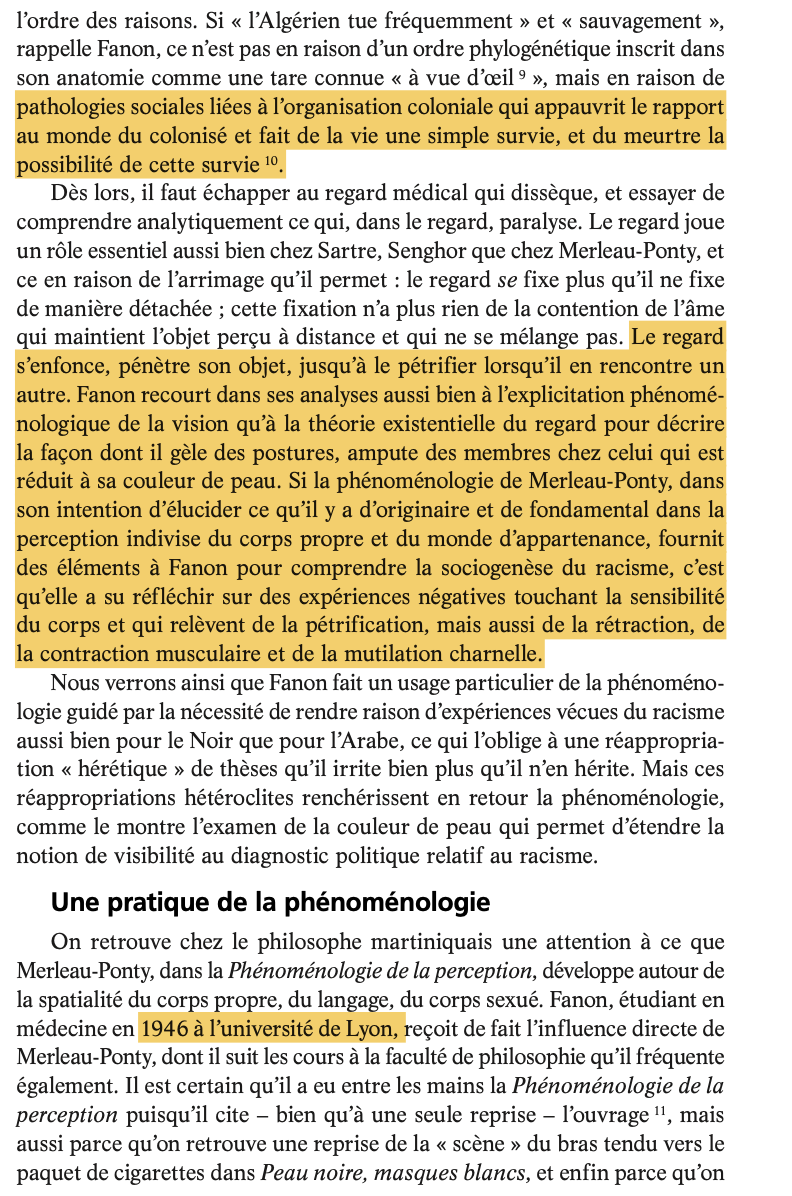 l’ordre des raisons. Si « l’Algérien tue fréquemment » et « sauvagement »,
rappelle Fanon, ce n’est pas en raison d’un ordre phylogénétique inscrit dans
son anatomie comme une tare connue « à vue d’œil ⁹ », mais en raison de
pathologies sociales liées à l’organisation coloniale qui appauvrit le rapport
au monde du colonisé et fait de la vie une simple survie, et du meurtre la
possibilité de cette survie ¹⁰.
Dès lors, il faut échapper au regard médical qui dissèque, et essayer de
comprendre analytiquement ce qui, dans le regard, paralyse. Le regard joue
un rôle essentiel aussi bien chez Sartre, Senghor que chez Merleau-Ponty, et
ce en raison de l’arrimage qu’il permet : le regard se fixe plus qu’il ne fixe
de manière détachée ; cette fixation n’a plus rien de la contention de l’âme
qui maintient l’objet perçu à distance et qui ne se mélange pas. Le regard
s’enfonce, pénètre son objet, jusqu’à le pétrifier lorsqu’il en rencontre un
autre. Fanon recourt dans ses analyses aussi bien à l’explicitation phénomé-
nologique de la vision qu’à la théorie existentielle du regard pour décrire
la façon dont il gèle des postures, ampute des membres chez celui qui est
réduit à sa couleur de peau. Si la phénoménologie de Merleau-Ponty, dans
son intention d’élucider ce qu’il y a d’originaire et de fondamental dans la
perception indivise du corps propre et du monde d’appartenance, fournit
des éléments à Fanon pour comprendre la sociogenèse du racisme, c’est
qu’elle a su réfléchir sur des expériences négatives touchant la sensibilité
du corps et qui relèvent de la pétrification, mais aussi de la rétraction, de
la contraction musculaire et de la mutilation charnelle.
Nous verrons ainsi que Fanon fait un usage particulier de la phénoméno-
logie guidé par la nécessité de rendre raison d’expériences vécues du racisme
aussi bien pour le Noir que pour l’Arabe, ce qui l’oblige à une réappropria-
tion « hérétique » de thèses qu’il irrite bien plus qu’il n’en hérite. Mais ces
réappropriations hétéroclites renchérissent en retour la phénoménologie,
comme le montre l’examen de la couleur de peau qui permet d’étendre la
notion de visibilité au diagnostic politique relatif au racisme.
Une pratique de la phénoménologie
On retrouve chez le philosophe martiniquais une attention à ce que
Merleau-Ponty, dans la Phénoménologie de la perception, développe autour de
la spatialité du corps propre, du langage, du corps sexué. Fanon, étudiant en
médecine en 1946 à l’université de Lyon, reçoit de fait l’influence directe de
Merleau-Ponty, dont il suit les cours à la faculté de philosophie qu’il fréquente
également. Il est certain qu’il a eu entre les mains la Phénoménologie de la
perception puisqu’il cite – bien qu’à une seule reprise – l’ouvrage ¹¹, mais
aussi parce qu’on retrouve une reprise de la « scène » du bras tendu vers le
paquet de cigarettes dans Peau noire, masques blancs, et enfin parce qu’on